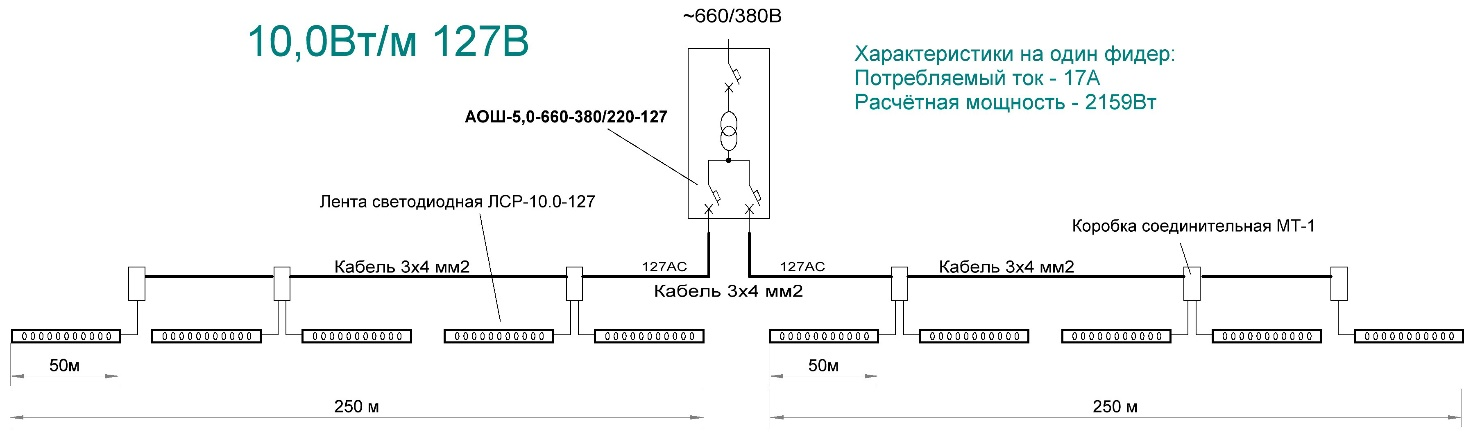 ~660/380В
10,0Вт/м 127В
Характеристики на один фидер:
Потребляемый ток - 17А
Расчётная мощность - 2159Вт
АОШ-5,0-660-380/220-127
Лента светодиодная ЛСР-10.0-127
Коробка соединительная МТ-1
Кабель 3х4 мм2
127АС
127АС
Кабель 3х4 мм2
Кабель 3х4 мм2
50м
50м
250 м
250 м